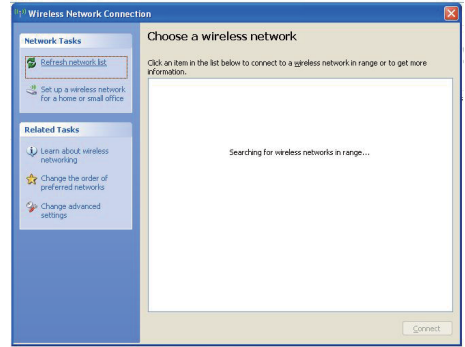 Wireless Network Connection
Network Tasks
Refresh network list
Set up a wireless network
for a home or small office
Related Tasks
Learn about wireless
networking
Change the order of
preferred networks
Change advanced
settings
Choose a wireless network
Click an item in the list below to connect to a wireless network in range or to get more
information.
Searching for wireless networks in range...
Connect